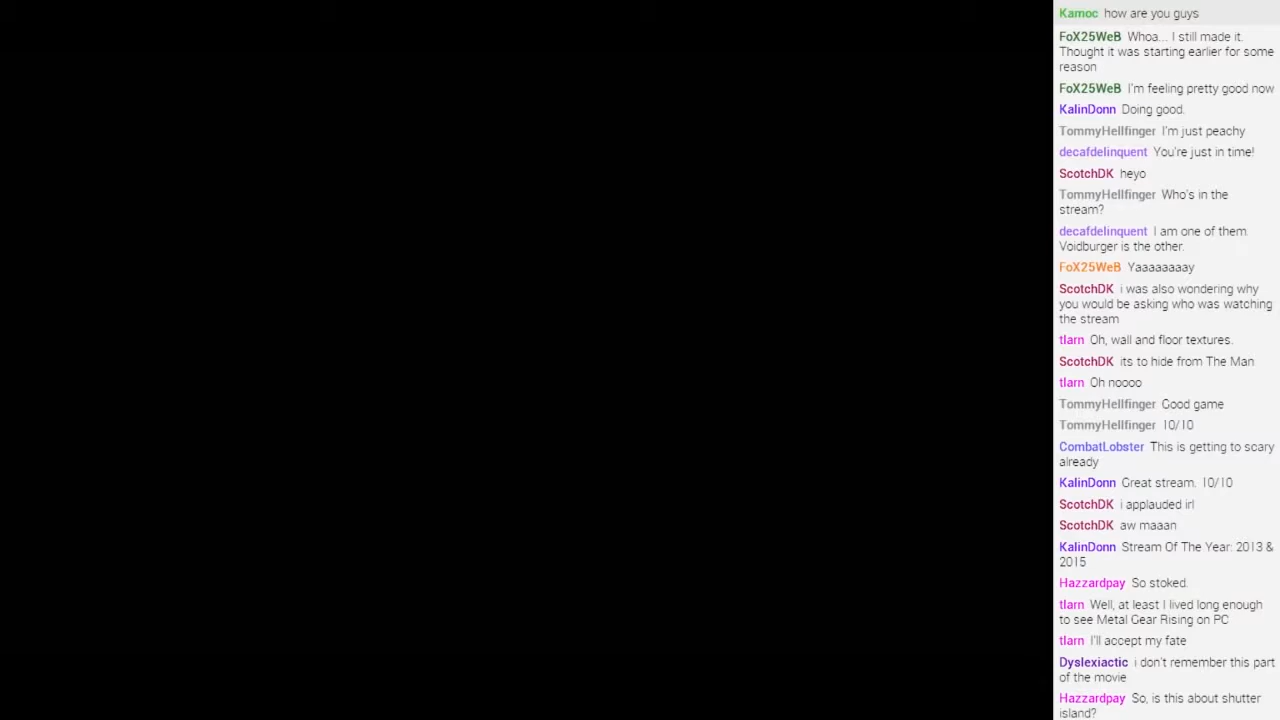 Kamoc how are you guys
FoX25WeB Whoa... I still made it.
Thought it was starting earlier for some
reason
FoX25WeB I'm feeling pretty good now
KalinDonn Doing good.
TommyHellfinger I'm just peachy
decafdelinquent You're just in time!
ScotchDK heyo
TommyHellfinger Who's in the
stream?
decafdelinquent I am one of them.
Voidburger is the other.
FoX25WeB Yaaaaaaay
ScotchDK i was also wondering why
you would be asking who was watching
the stream
tlarn Oh, wall and floor textures.
ScotchDK its to hide from The Man
tlarn Oh noooo
TommyHellfinger Good game
TommyHellfinger 10/10
CombatLobster This is getting to scary
already
KalinDonn Great stream. 10/10
ScotchDK i applauded irl
ScotchDK aw maaan
KalinDonn Stream Of The Year: 2013 &
2015
Hazzardpay So stoked.
tlarn Well, at least I lived long enough
to see Metal Gear Rising on PC
tlarn I'll accept my fate
Dyslexiactic i don't remember this part
of the movie
Hazzardpay So, is this about shutter
island?